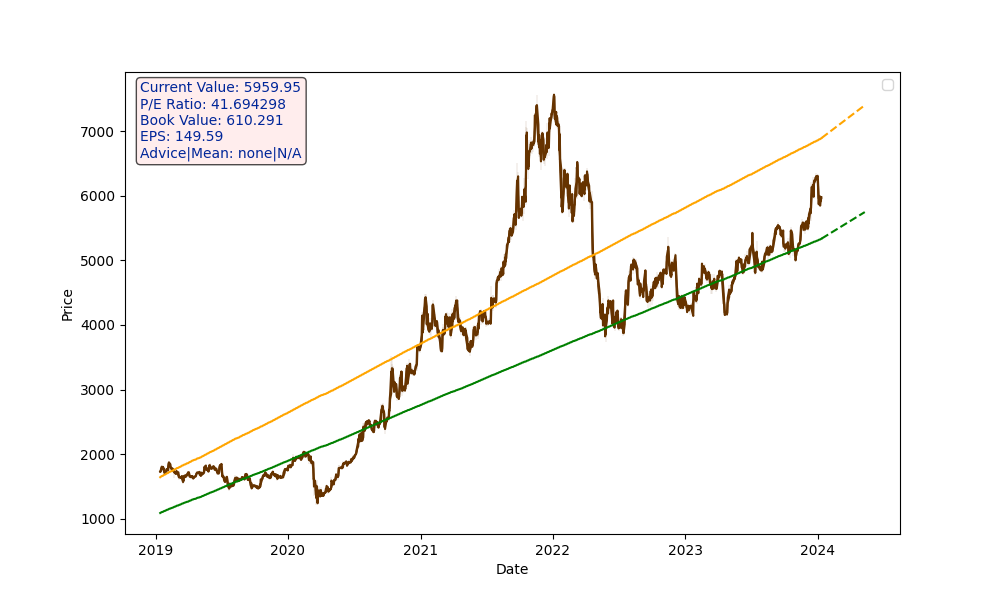 Current Value: 5959.95
P/E Ratio: 41.694298
Book Value: 610.291
EPS: 149.59
Advice|Mean: none|N/A
7000
6000
5000
4000
3000
2000
1000
Price
2019 2020 2021 2022 2023 2024
Date